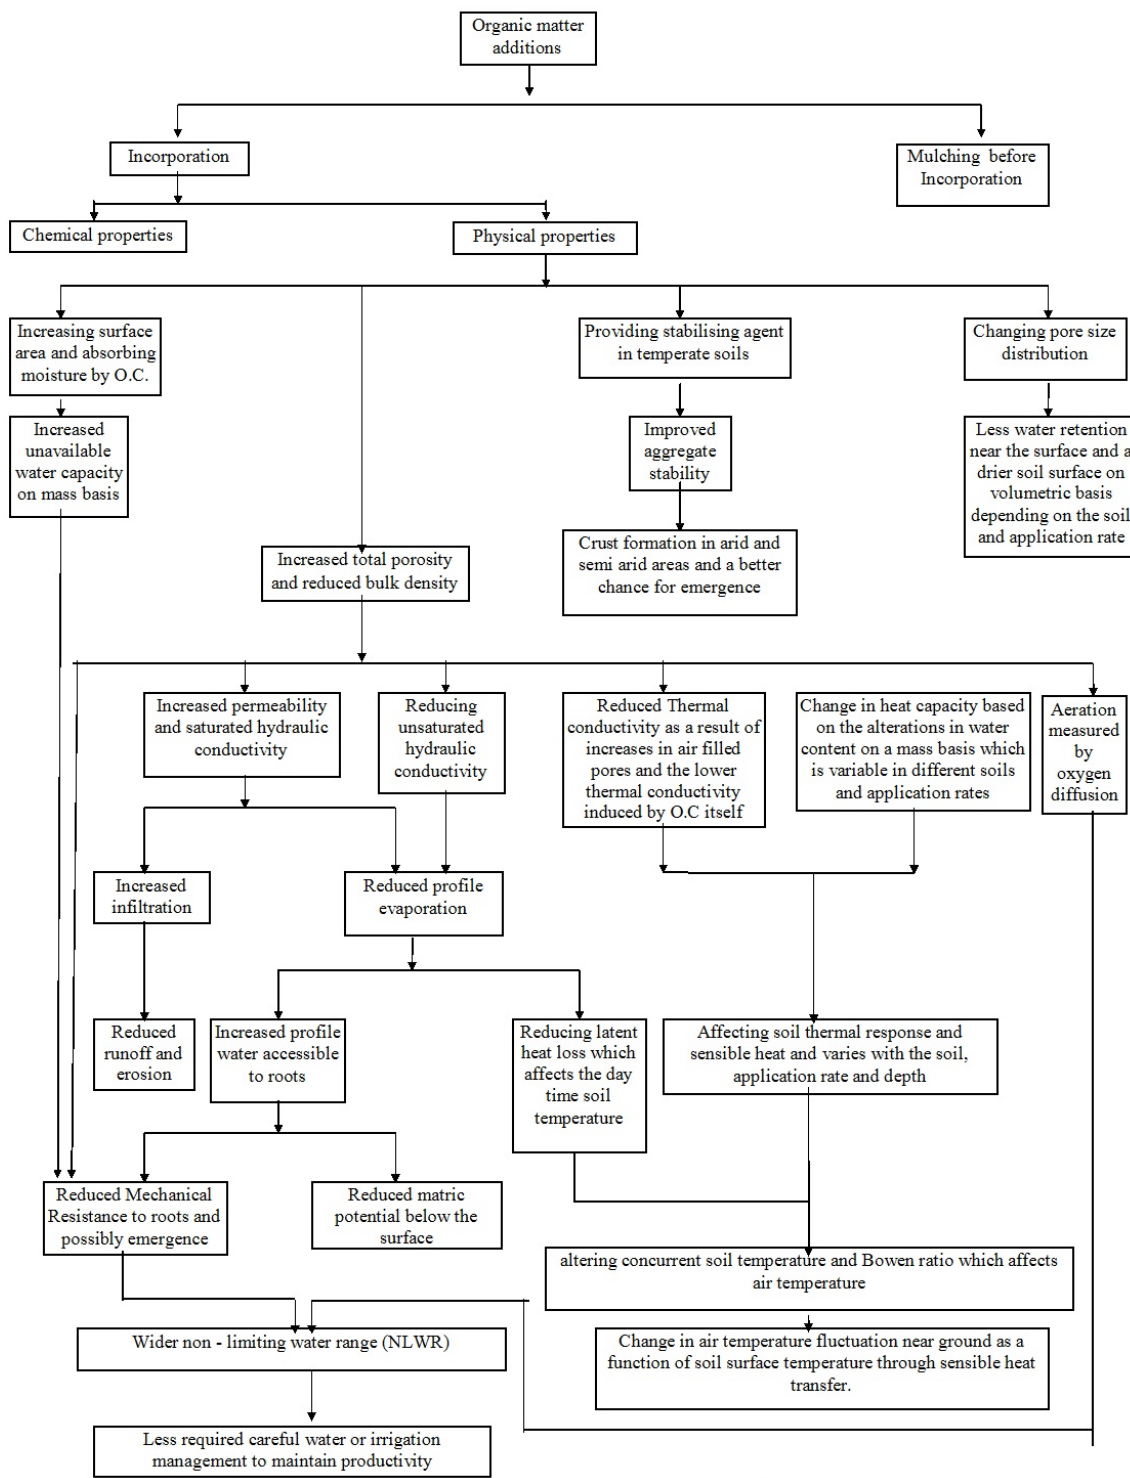 Organic matter
additions
Incorporation
Mulching before
Incorporation
Chemical properties
Physical properties
Increasing surface
area and absorbing
moisture by O.C.
Providing stabilising agent
in temperate soils
Changing pore size
distribution
Increased
unavailable
water capacity
on mass basis
Improved
aggregate
stability
Less water retention
near the surface and a
drier soil surface on
volumetric basis
depending on the soil
and application rate
Crust formation in arid and
semi arid areas and a better
chance for emergence
Increased total porosity
and reduced bulk density
Increased permeability
and saturated hydraulic
conductivity
Reducing
unsaturated
hydraulic
conductivity
Reduced Thermal
conductivity as a result of
increases in air filled
pores and the lower
thermal conductivity
induced by O.C itself
Change in heat capacity based
on the alterations in water
content on a mass basis which
is variable in different soils
and application rates
Aeration
measured
by
oxygen
diffusion
Increased
infiltration
Reduced profile
evaporation
Reduced
runoff and
erosion
Increased profile
water accessible
to roots
Reducing latent
heat loss which
affects the day
time soil
temperature
Affecting soil thermal response and
sensible heat and varies with the soil,
application rate and depth
Reduced Mechanical
Resistance to roots and
possibly emergence
Reduced matric
potential below the
surface
altering concurrent soil temperature and Bowen ratio which affects
air temperature
Wider non - limiting water range (NLWR)
Change in air temperature fluctuation near ground as a
function of soil surface temperature through sensible heat
transfer.
Less required careful water or irrigation
management to maintain productivity